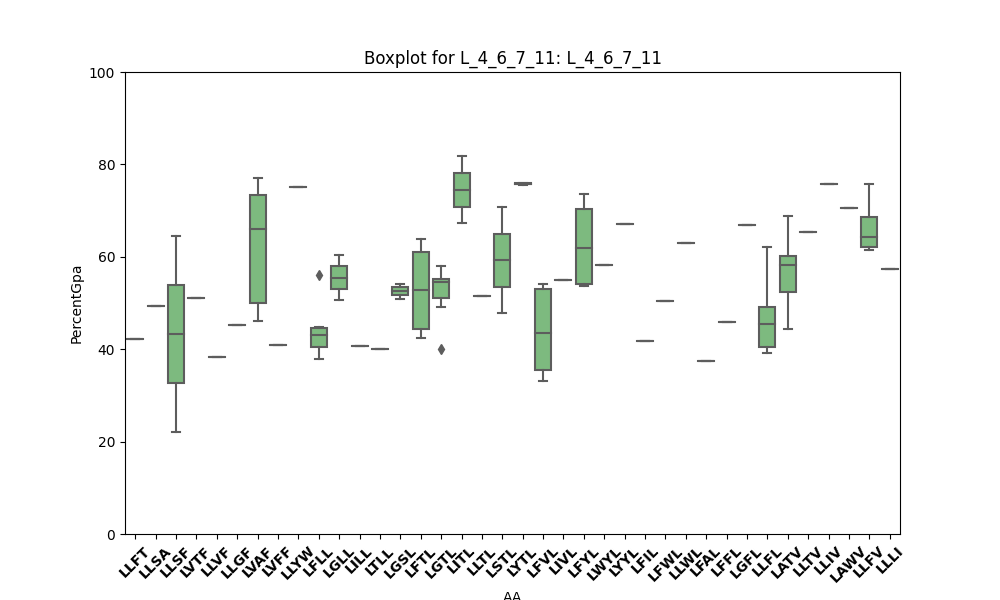 Boxplot for L_4_6_7_11: L_4_6_7_11
PercentGpa
100
80
60
40
20
0
LLFT
LLSA
LLSF
LVTF
LLVF
LLGF
LVAF
LVFF
LLYW
LFLL
LGLL
LILL
LTLL
LGSL
LFTL
LGTL
LITL
LLTL
LSTL
LYTL
LFVL
LIVL
LFYL
LWYL
LYYL
LFIL
LFWL
LLWL
LFAL
LFFL
LGFL
LLFL
LATV
LLTV
LLIV
LAWV
LLFV
LLLI
AA